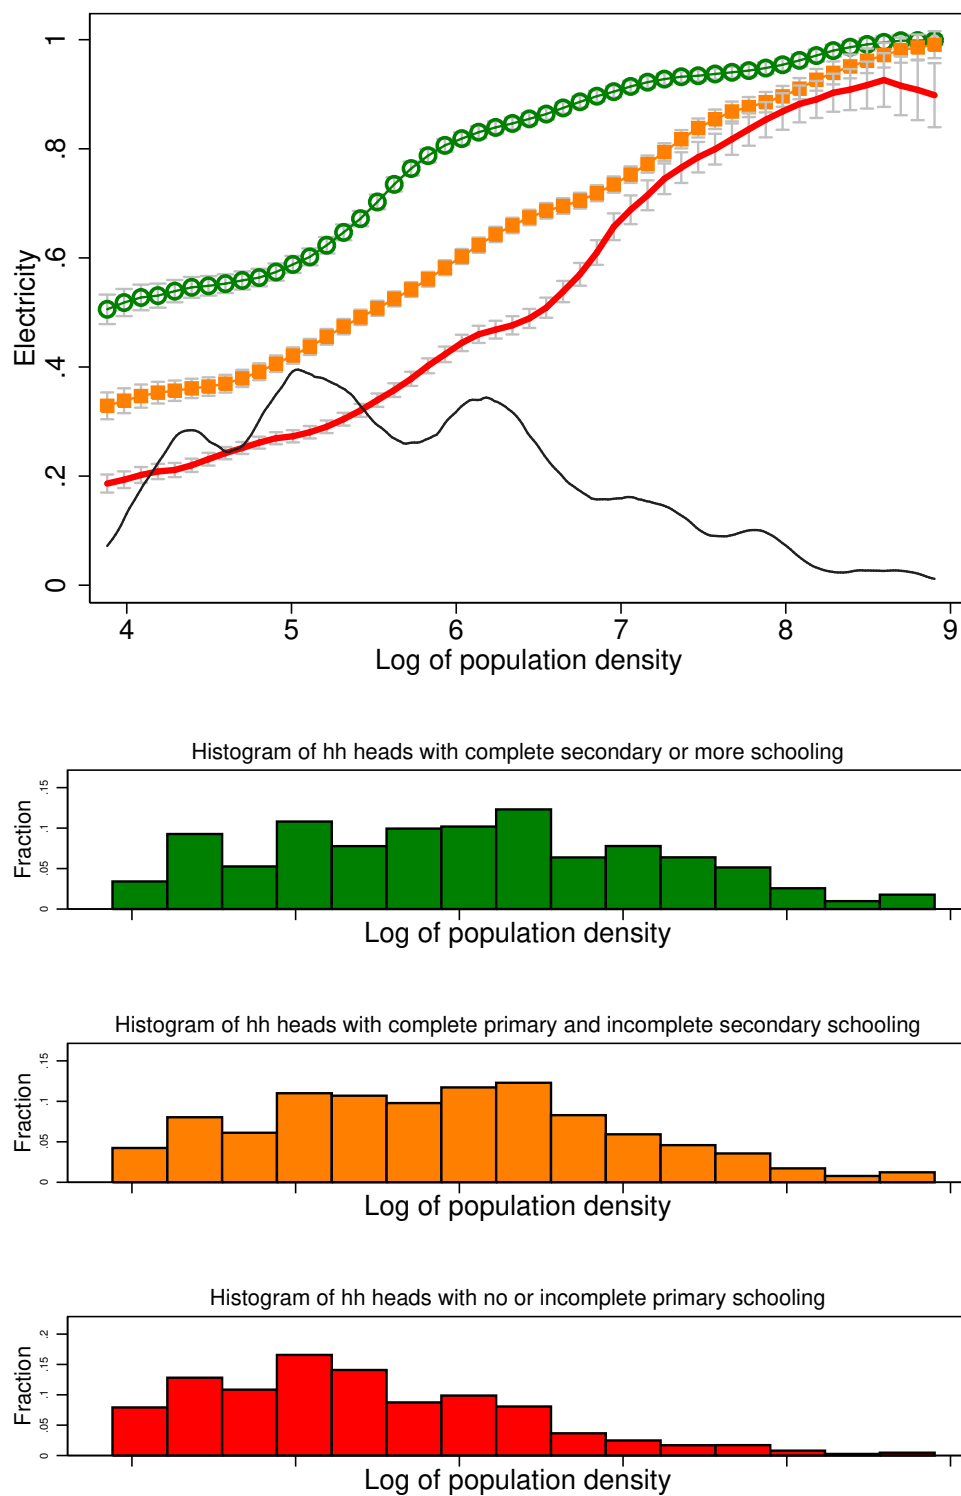 1
.8
.6
.4
.2
0
Electricity
4 5 6 7 8 9
Log of population density
Histogram of hh heads with complete secondary or more schooling
.15
.1
.05
0
Fraction
Log of population density
Histogram of hh heads with complete primary and incomplete secondary schooling
.15
.1
.05
0
Fraction
Log of population density
Histogram of hh heads with no or incomplete primary schooling
.2
.15
.1
.05
0
Fraction
Log of population density